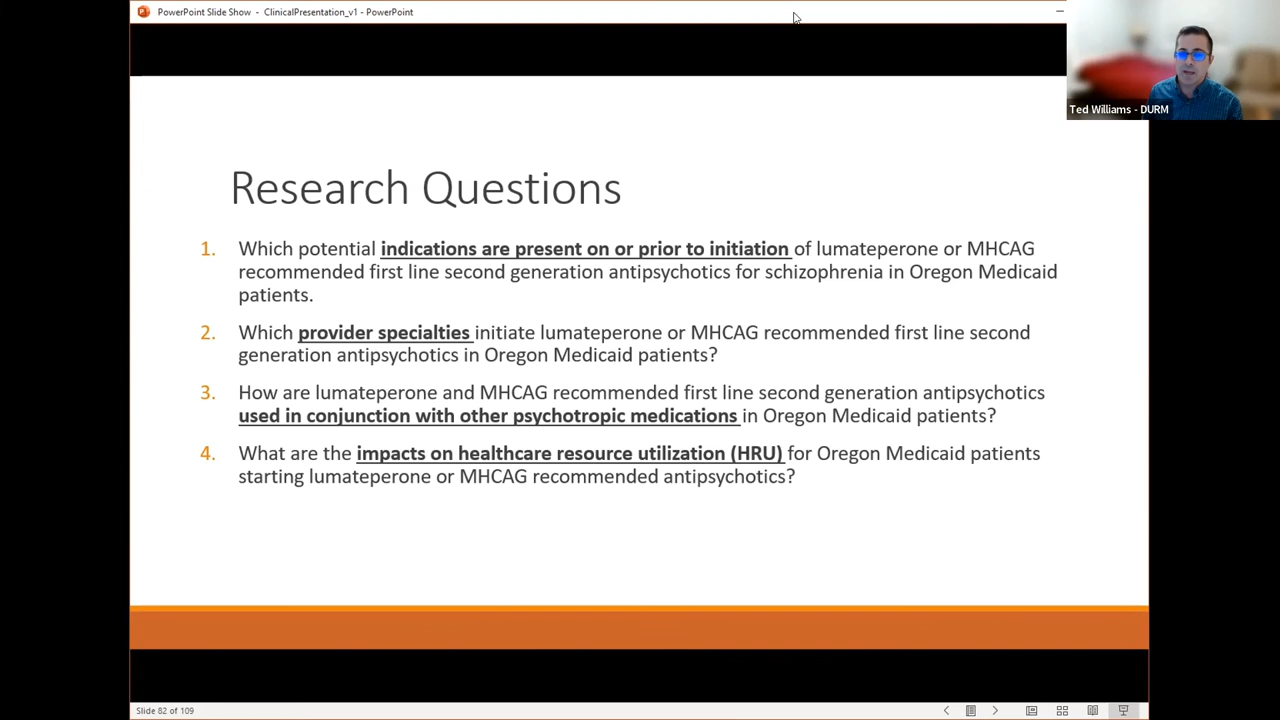 PowerPoint Slide Show - ClinicalPresentation_v1 - PowerPoint
Ted Williams - DURM
Research Questions
1. Which potential indications are present on or prior to initiation of lumateperone or MHCAG
recommended first line second generation antipsychotics for schizophrenia in Oregon Medicaid
patients.
2. Which provider specialties initiate lumateperone or MHCAG recommended first line second
generation antipsychotics in Oregon Medicaid patients?
3. How are lumateperone and MHCAG recommended first line second generation antipsychotics
used in conjunction with other psychotropic medications in Oregon Medicaid patients?
4. What are the impacts on healthcare resource utilization (HRU) for Oregon Medicaid patients
starting lumateperone or MHCAG recommended antipsychotics?
Slide 82 of 109